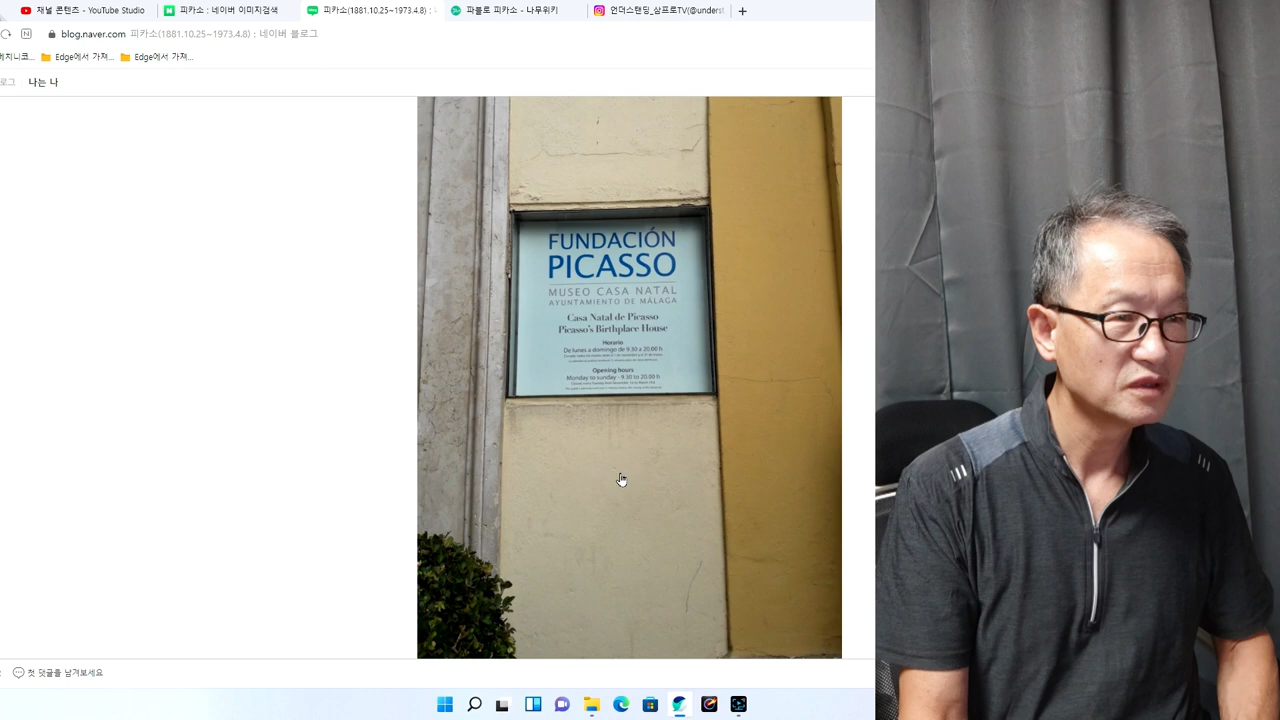 재널 콘텐츠 - YouTube Studio
피카소 : 네이버 이미지검색
피카소(1881.10.25~1973.4.8) :
파블로 피카소 - 나무위키
언더스탠딩_삼프로TV(@underst
blog.naver.com 피카소(1881.10.25~1973.4.8) : 네이버 블로그
Edge에서 가져...
Edge에서 가져...
로그
나는 나
FUNDACIÓN
PICASSO
MUSEO CASA NATAL
AYUNTAMIENTO DE MÁLAGA
Casa Natal de Picasso
Picasso's Birthplace House
Horario
De lunes a domingo de 9.30 a 20.00 h
Opening hours
Monday to sunday - 9.30 to 20.00 h
첫 댓글을 남겨보세요